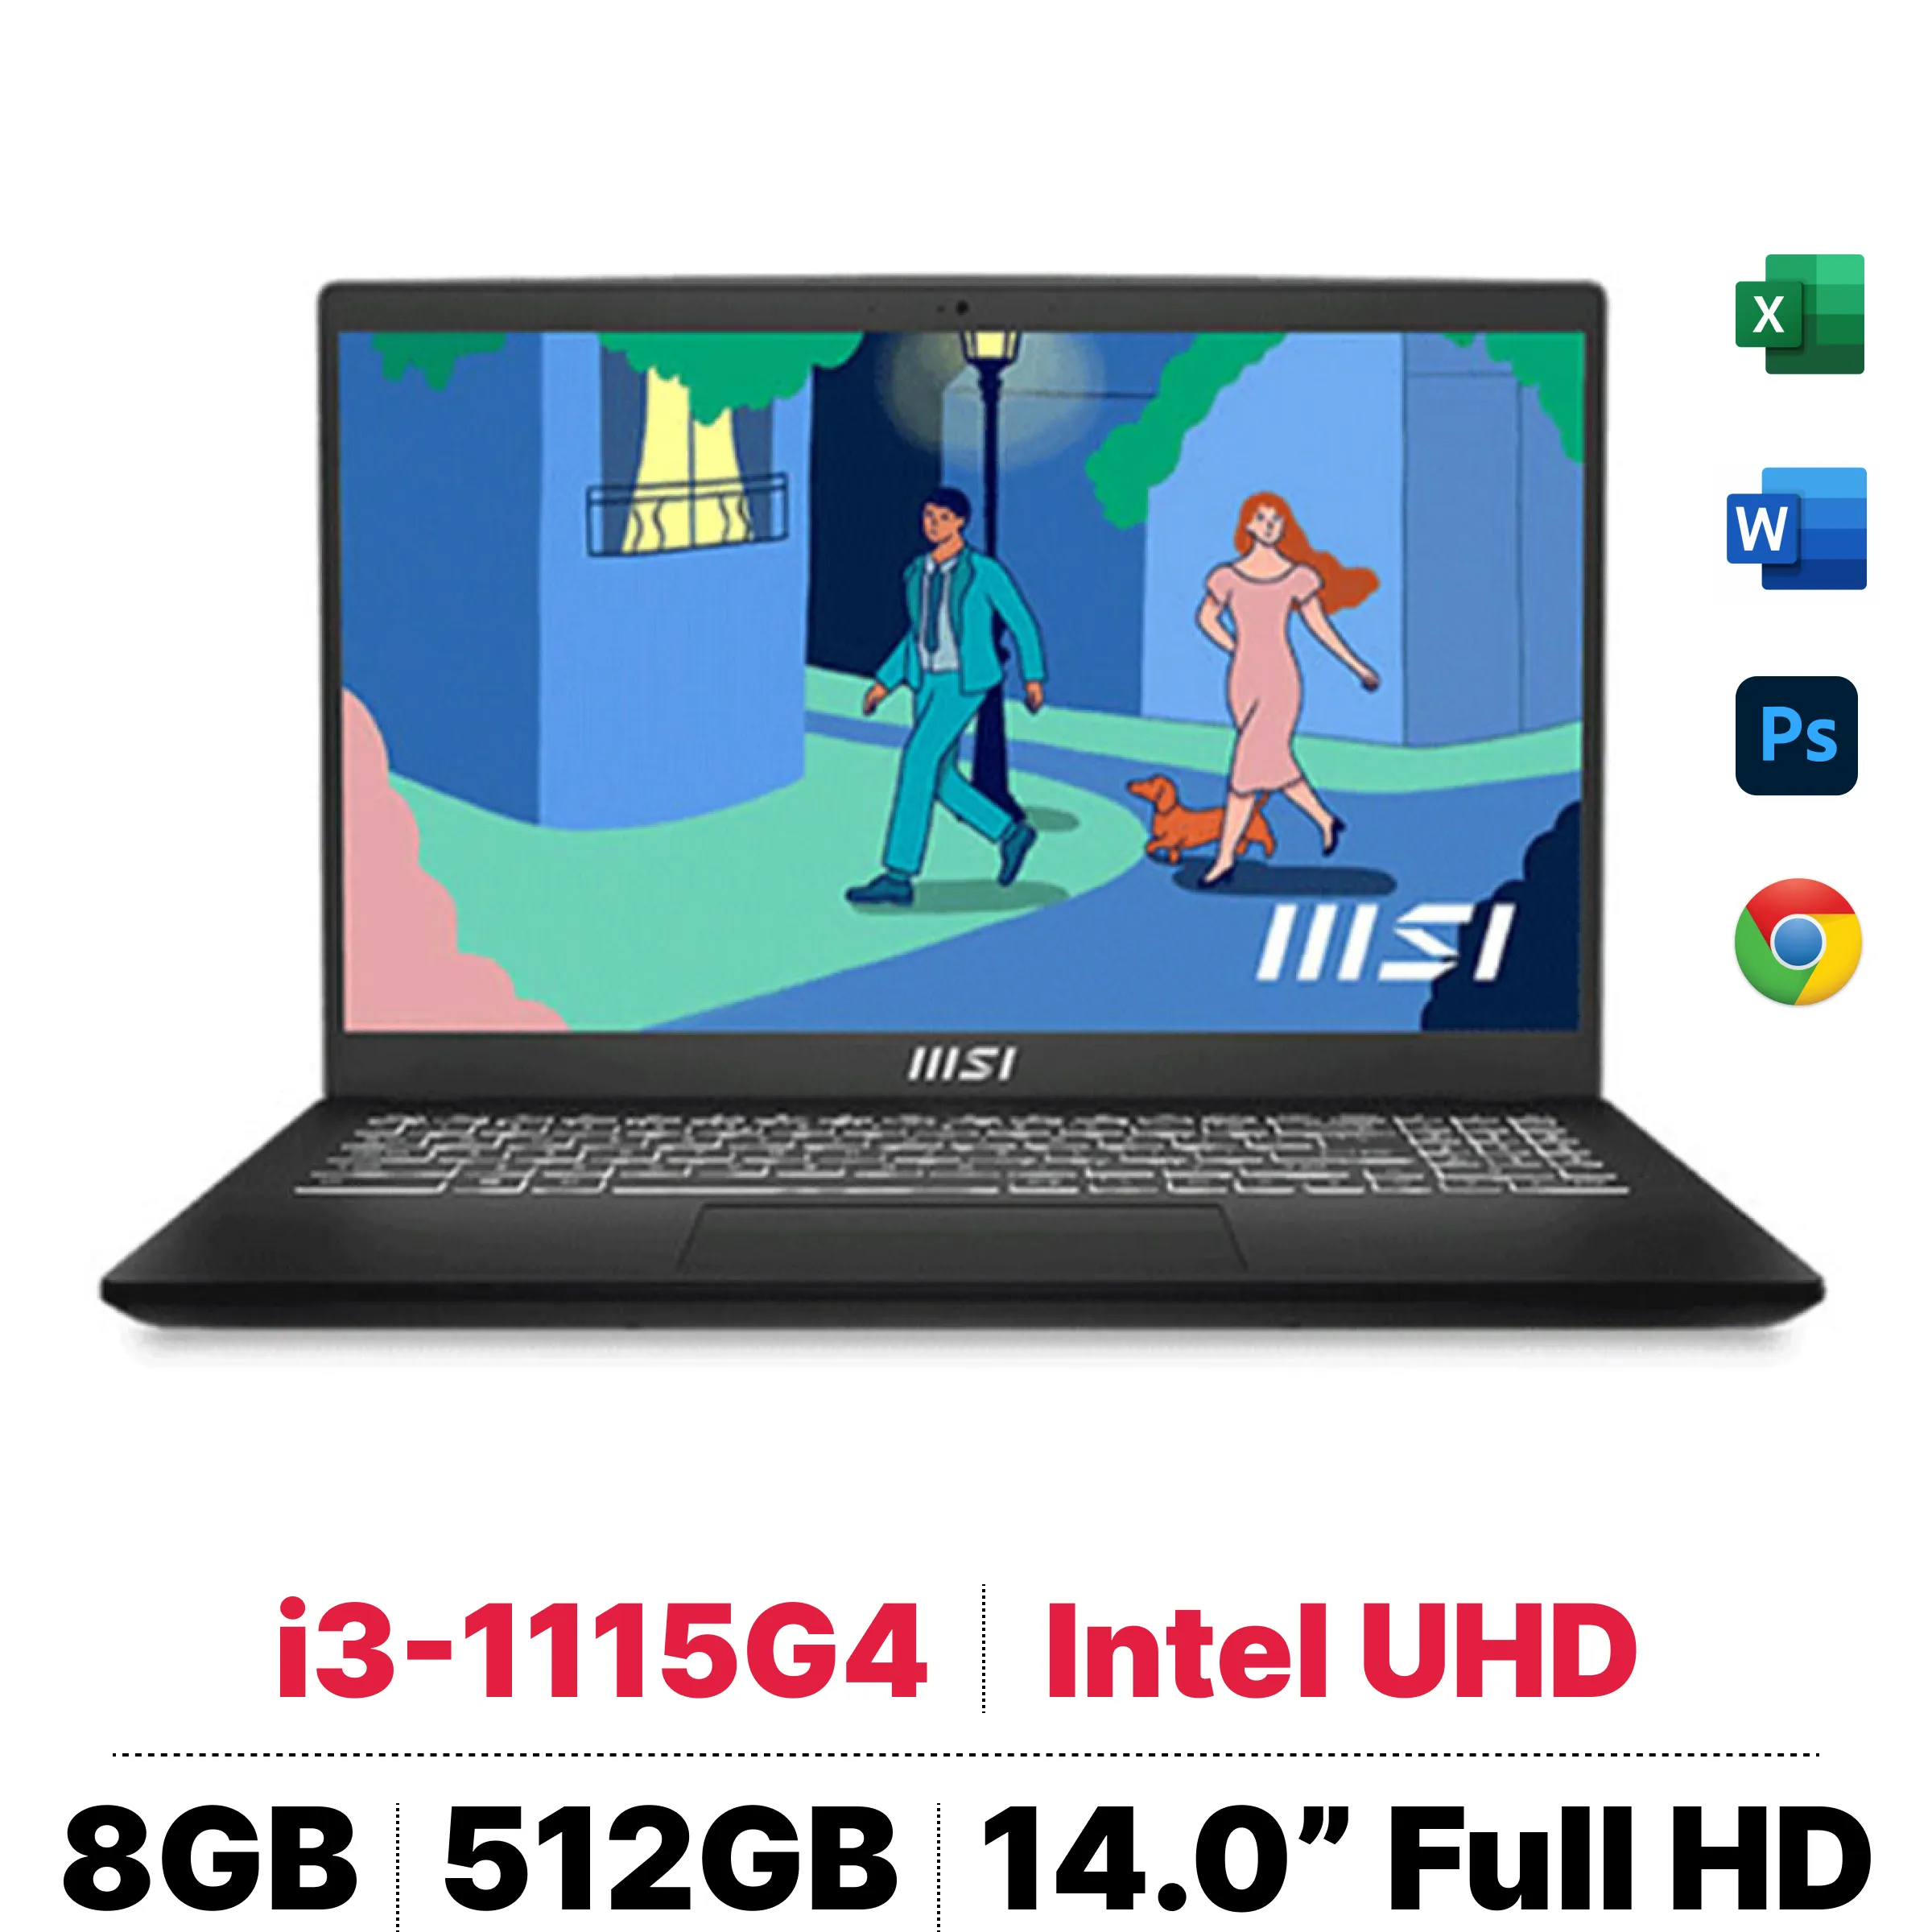 X
W
Ps
msi
msi
i3-1115G4 Intel UHD
8GB 512GB 14.0” Full HD